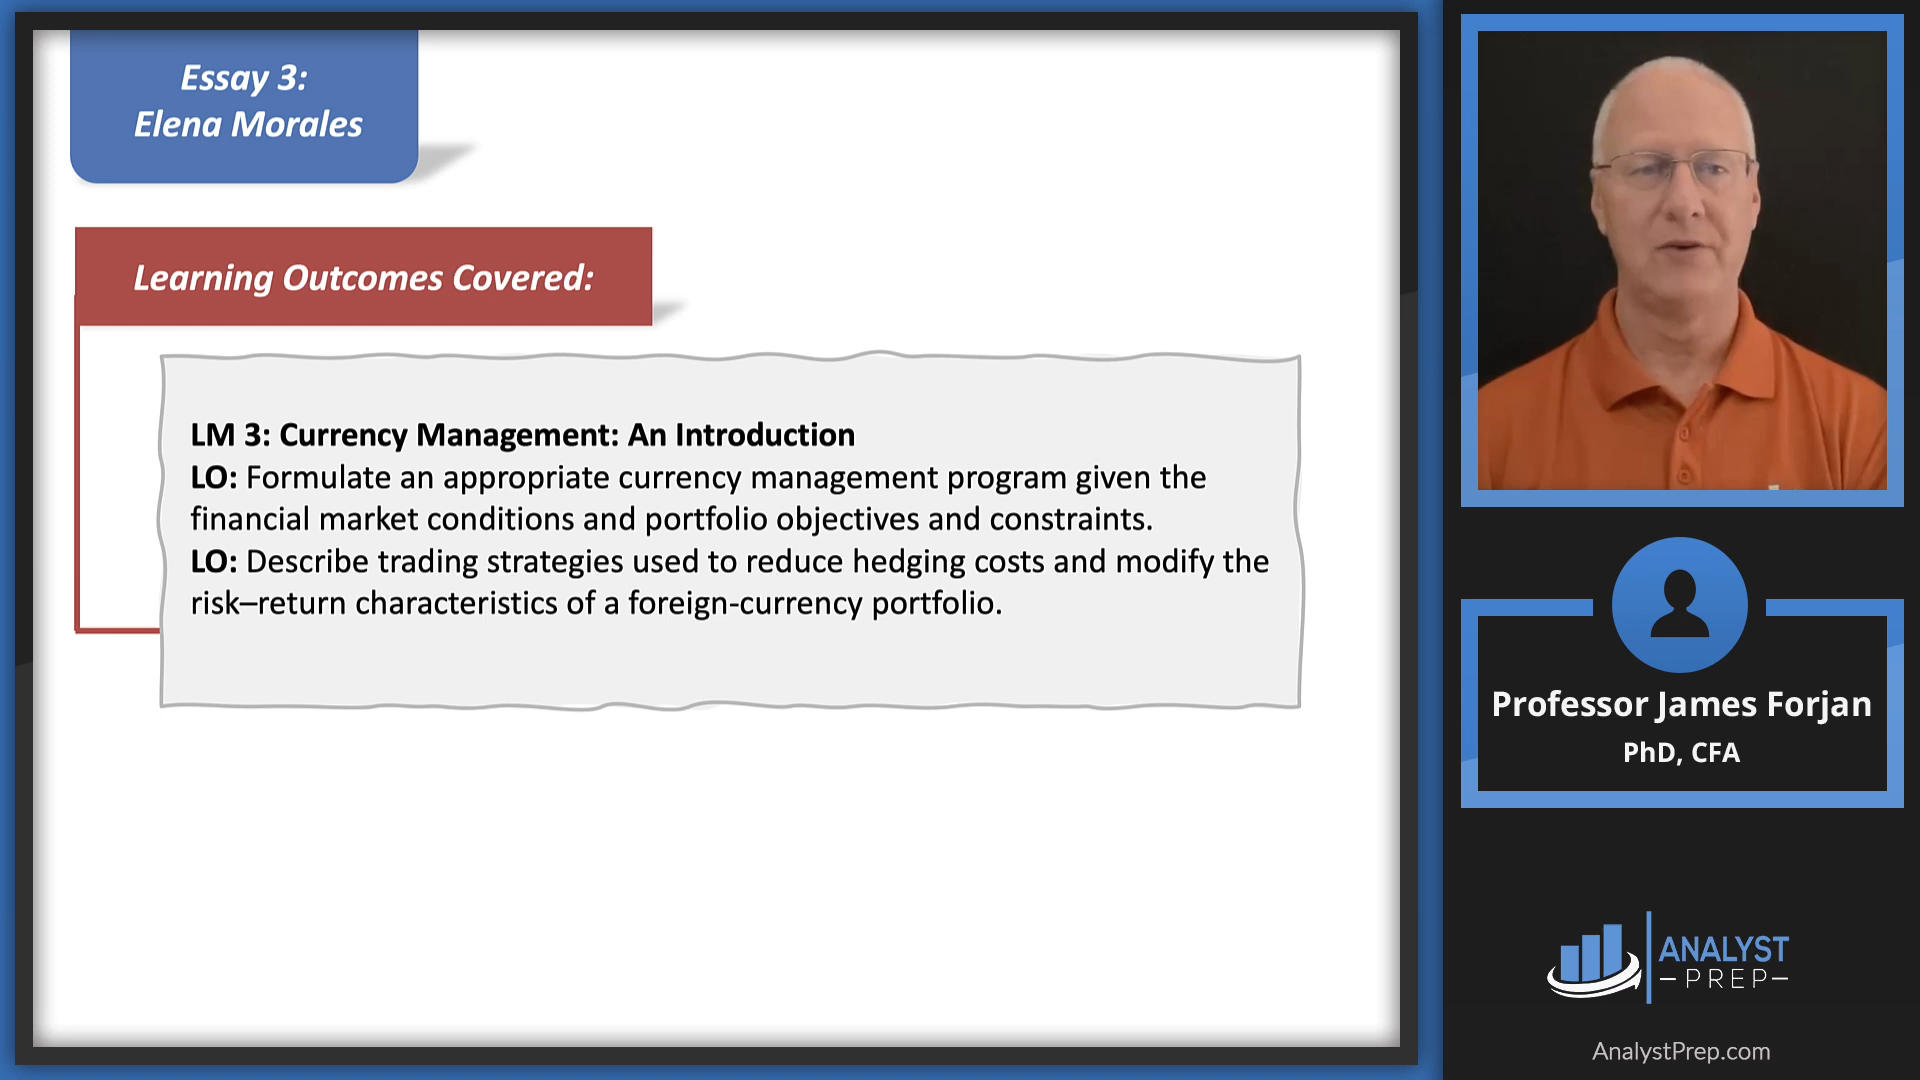 Essay 3:
Elena Morales
Learning Outcomes Covered:
LM 3: Currency Management: An Introduction
LO: Formulate an appropriate currency management program given the
financial market conditions and portfolio objectives and constraints.
LO: Describe trading strategies used to reduce hedging costs and modify the
risk–return characteristics of a foreign-currency portfolio.
Professor James Forjan
PhD, CFA
ANALYST
PREP
AnalystPrep.com